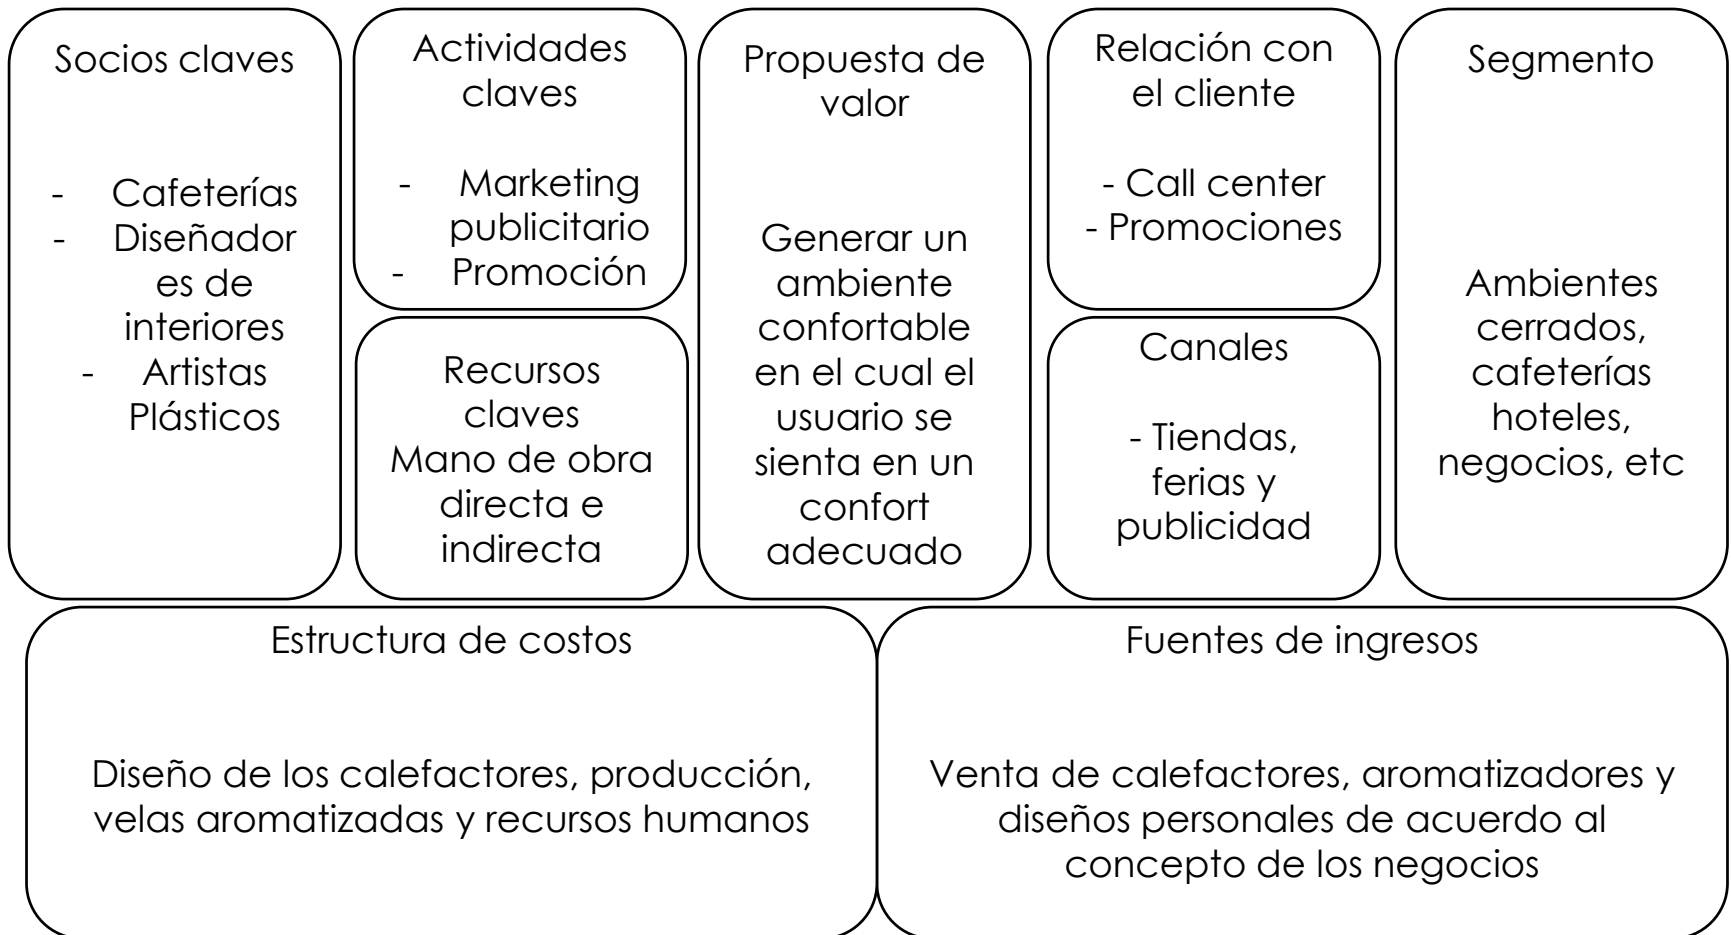 Socios claves
- Cafeterías
- Diseñador
es de
interiores
- Artistas
Plásticos
Actividades
claves
- Marketing
publicitario
- Promoción
Recursos
claves
Mano de obra
directa e
indirecta
Propuesta de
valor
Generar un
ambiente
confortable
en el cual el
usuario se
sienta en un
confort
adecuado
Relación con
el cliente
- Call center
- Promociones
Canales
- Tiendas,
ferias y
publicidad
Segmento
Ambientes
cerrados,
cafeterías
hoteles,
negocios, etc
Estructura de costos
Diseño de los calefactores, producción,
velas aromatizadas y recursos humanos
Fuentes de ingresos
Venta de calefactores, aromatizadores y
diseños personales de acuerdo al
concepto de los negocios